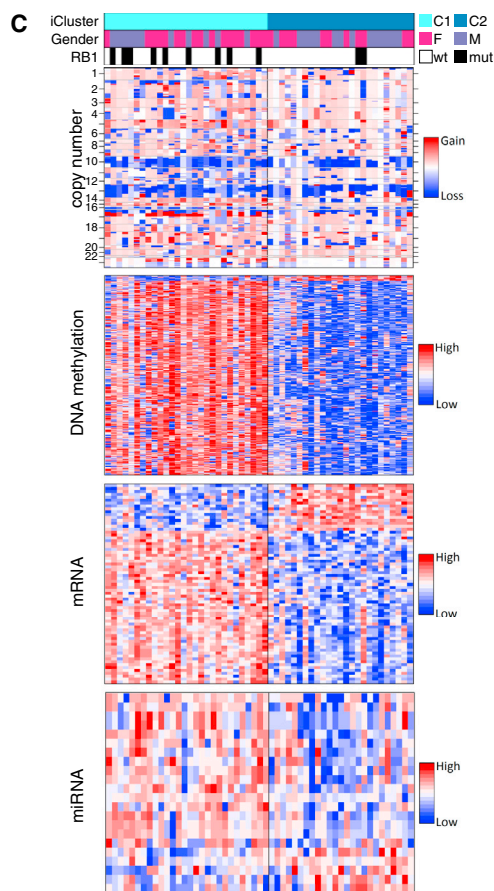 C
iCluster
C1
C2
Gender
F
M
RB1
wt
mut
copy number
1
2
3
4
6
8
10
12
14
16
18
20
22
Gain
Loss
DNA methylation
High
Low
mRNA
High
Low
miRNA
High
Low